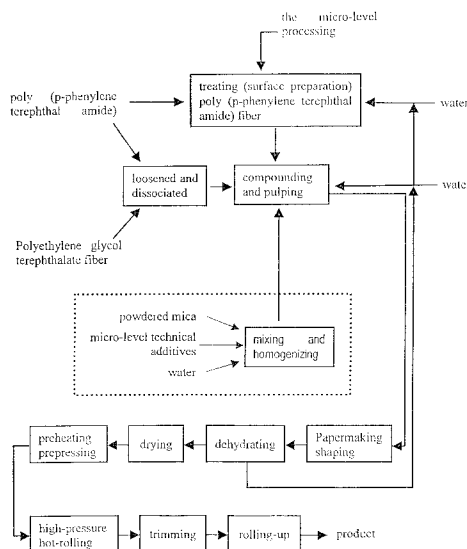 the micro-level
processing
treating (surface preparation)
poly (p-phenylene terephthal
amide) fiber
poly (p-phenylene
terephthal amide)
water
loosened and
dissociated
compounding
and pulping
wate
Polyethylene glycol
terephthalate fiber
powdered mica
micro-level technical
additives
water
mixing and
homogenizing
preheating
prepressing
drying
dehydrating
Papermaking
shaping
high-pressure
hot-rolling
trimming
rolling-up
product